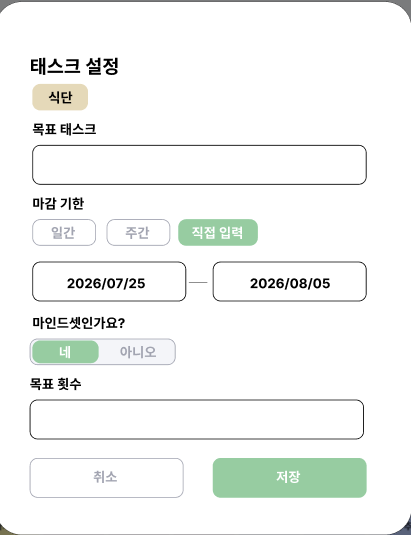 태스크 설정
식단
목표 태스크
마감 기한
일간 주간 직접 입력
2026/07/25 — 2026/08/05
마인드셋인가요?
네 아니오
목표 횟수
취소 저장